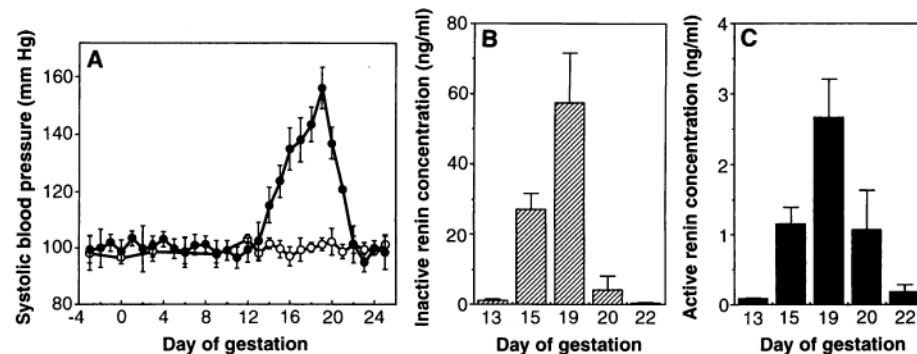 A
Systolic blood pressure (mm Hg)
160
140
120
100
80
-4 0 4 8 12 16 20 24
Day of gestation
B
Inactive renin concentration (ng/ml)
80
60
40
20
0
13 15 19 20 22
Day of gestation
C
Active renin concentration (ng/ml)
4
3
2
1
0
13 15 19 20 22
Day of gestation